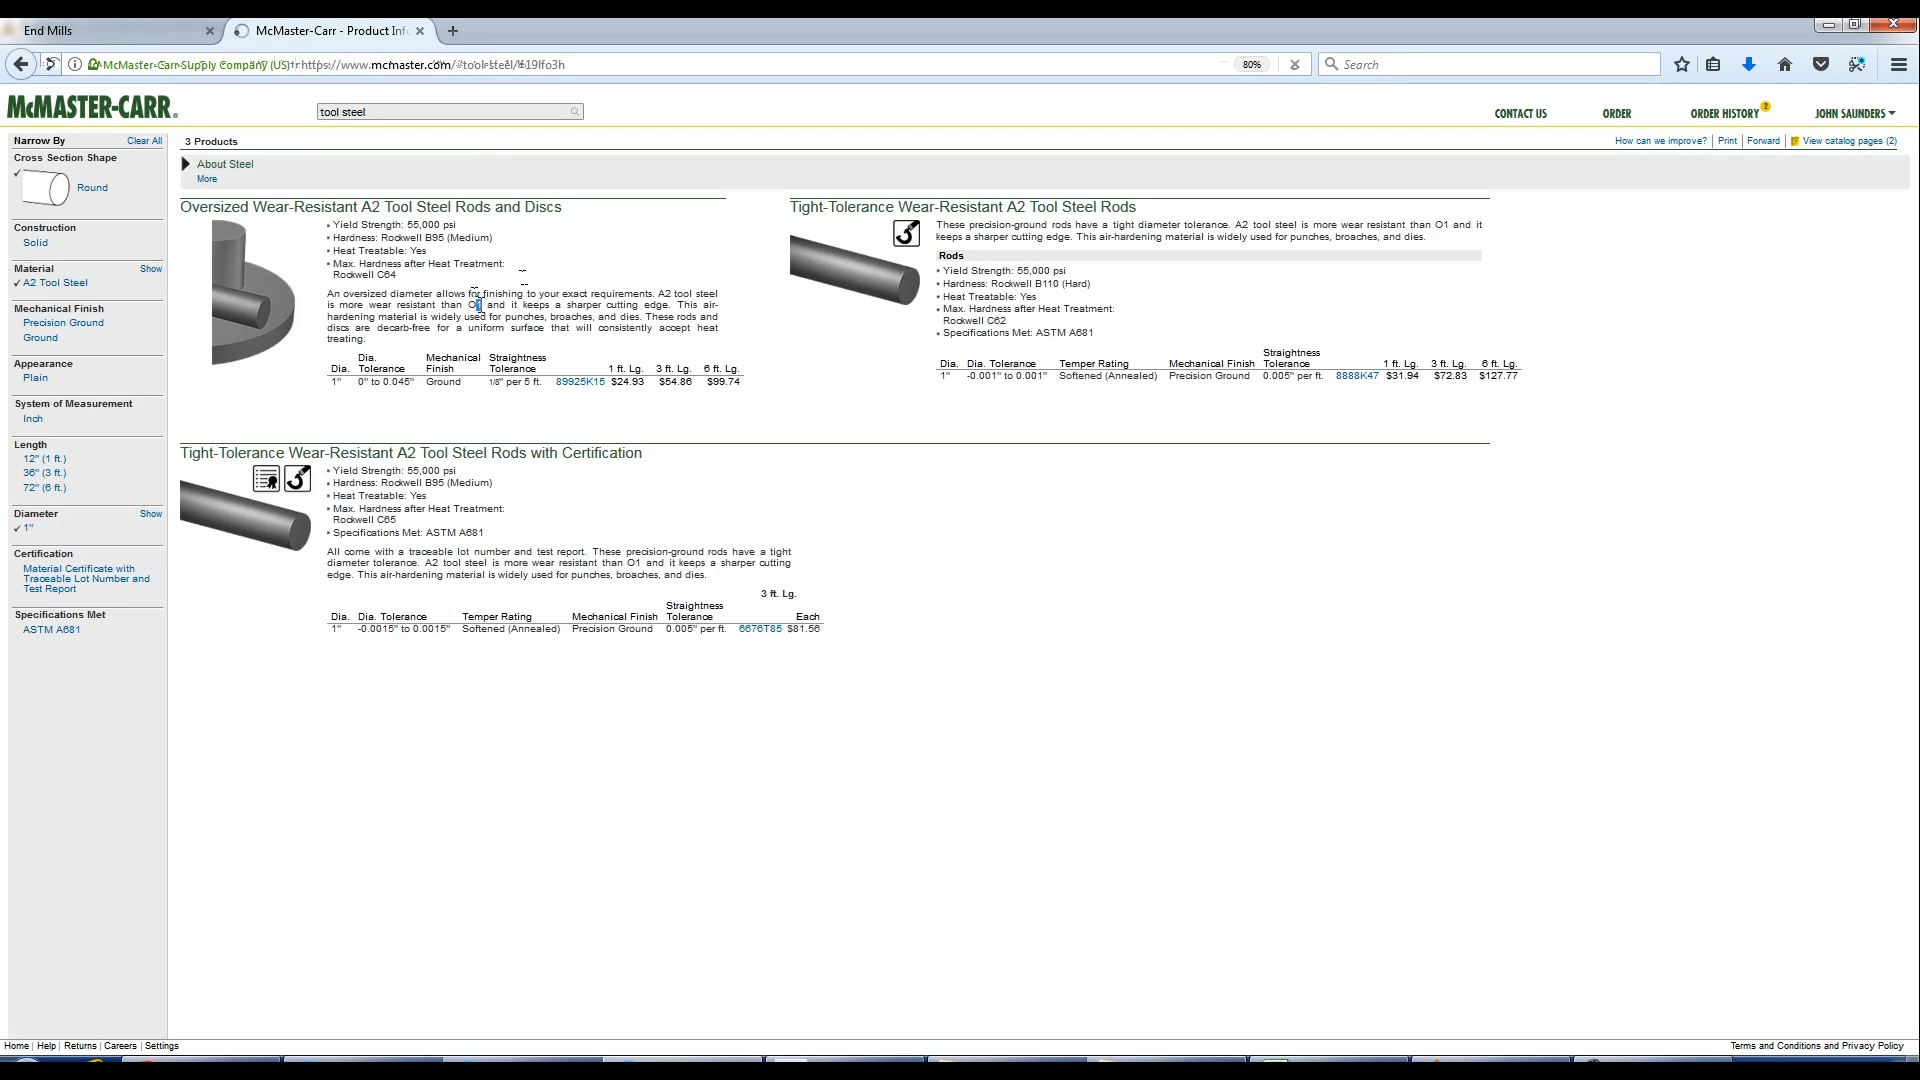 End Mills
McMaster-Carr - Product Inf
McMaster-Carr Supply Company (US)
https://www.mcmaster.com/#tool-steel/=19lfo3h
80%
Search
McMASTER-CARR®
tool steel
CONTACT US
ORDER
ORDER HISTORY 2
JOHN SAUNDERS
Narrow By Clear All
Cross Section Shape
Round
Construction
Solid
Material Show
A2 Tool Steel
Mechanical Finish
Precision Ground
Ground
Appearance
Plain
System of Measurement
Inch
Length
12" (1 ft.)
36" (3 ft.)
72" (6 ft.)
Diameter Show
1"
Certification
Material Certificate with
Traceable Lot Number and
Test Report
Specifications Met
ASTM A681
3 Products
How can we improve? | Print | Forward | View catalog pages (2)
About Steel
More
Oversized Wear-Resistant A2 Tool Steel Rods and Discs
• Yield Strength: 55,000 psi
• Hardness: Rockwell B95 (Medium)
• Heat Treatable: Yes
• Max. Hardness after Heat Treatment:
Rockwell C64
An oversized diameter allows for finishing to your exact requirements. A2 tool steel
is more wear resistant than O1 and it keeps a sharper cutting edge. This air-
hardening material is widely used for punches, broaches, and dies. These rods and
discs are decarb-free for a uniform surface that will consistently accept heat
treating.
Dia. Dia. Tolerance Mechanical Finish Straightness Tolerance 1 ft. Lg. 3 ft. Lg. 6 ft. Lg.
1" 0" to 0.045" Ground 1/8" per 5 ft. 89925K15 $24.93 $54.86 $99.74
Tight-Tolerance Wear-Resistant A2 Tool Steel Rods
These precision-ground rods have a tight diameter tolerance. A2 tool steel is more wear resistant than O1 and it
keeps a sharper cutting edge. This air-hardening material is widely used for punches, broaches, and dies.
Rods
• Yield Strength: 55,000 psi
• Hardness: Rockwell B110 (Hard)
• Heat Treatable: Yes
• Max. Hardness after Heat Treatment:
Rockwell C62
• Specifications Met: ASTM A681
Dia. Dia. Tolerance Temper Rating Mechanical Finish Straightness Tolerance 1 ft. Lg. 3 ft. Lg. 6 ft. Lg.
1" -0.001" to 0.001" Softened (Annealed) Precision Ground 0.005" per ft. 8888K47 $31.94 $72.83 $127.77
Tight-Tolerance Wear-Resistant A2 Tool Steel Rods with Certification
• Yield Strength: 55,000 psi
• Hardness: Rockwell B95 (Medium)
• Heat Treatable: Yes
• Max. Hardness after Heat Treatment:
Rockwell C65
• Specifications Met: ASTM A681
All come with a traceable lot number and test report. These precision-ground rods have a tight
diameter tolerance. A2 tool steel is more wear resistant than O1 and it keeps a sharper cutting
edge. This air-hardening material is widely used for punches, broaches, and dies.
3 ft. Lg.
Dia. Dia. Tolerance Temper Rating Mechanical Finish Straightness Tolerance Each
1" -0.0015" to 0.0015" Softened (Annealed) Precision Ground 0.005" per ft. 6676T85 $81.56
Home | Help | Returns | Careers | Settings
Terms and Conditions and Privacy Policy